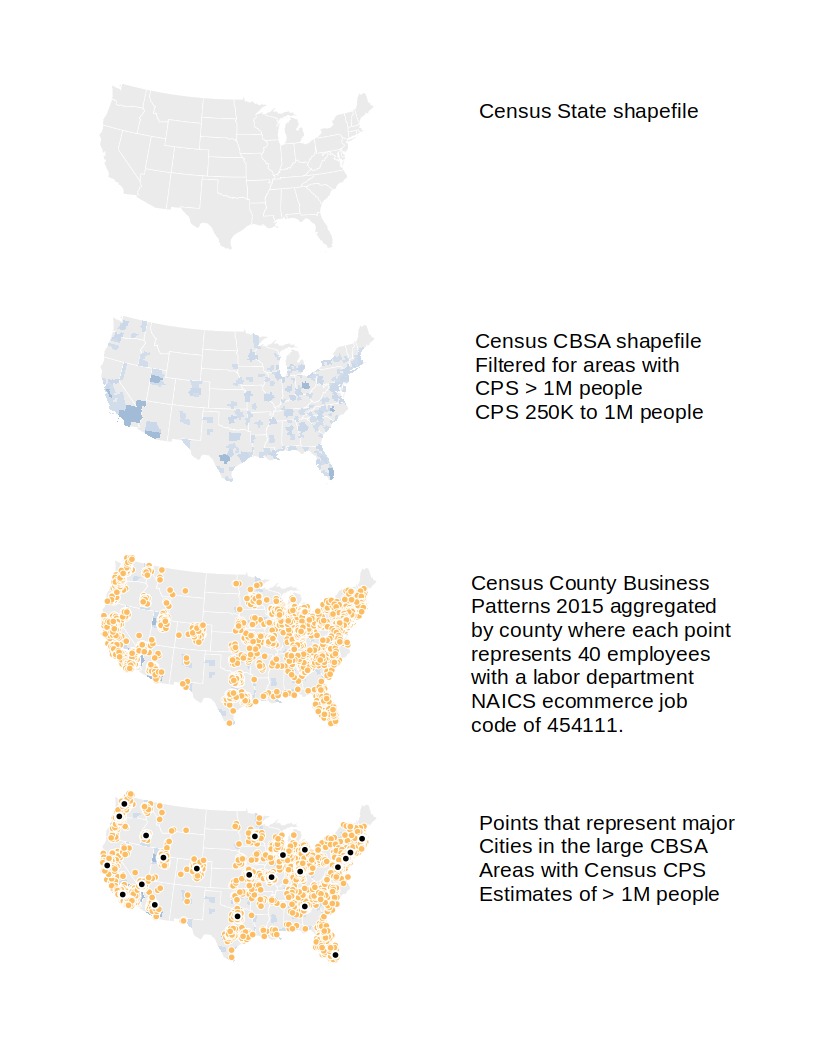 Census State shapefile
Census CBSA shapefile
Filtered for areas with
CPS > 1M people
CPS 250K to 1M people
Census County Business
Patterns 2015 aggregated
by county where each point
represents 40 employees
with a labor department
NAICS ecommerce job
code of 454111.
Points that represent major
Cities in the large CBSA
Areas with Census CPS
Estimates of > 1M people